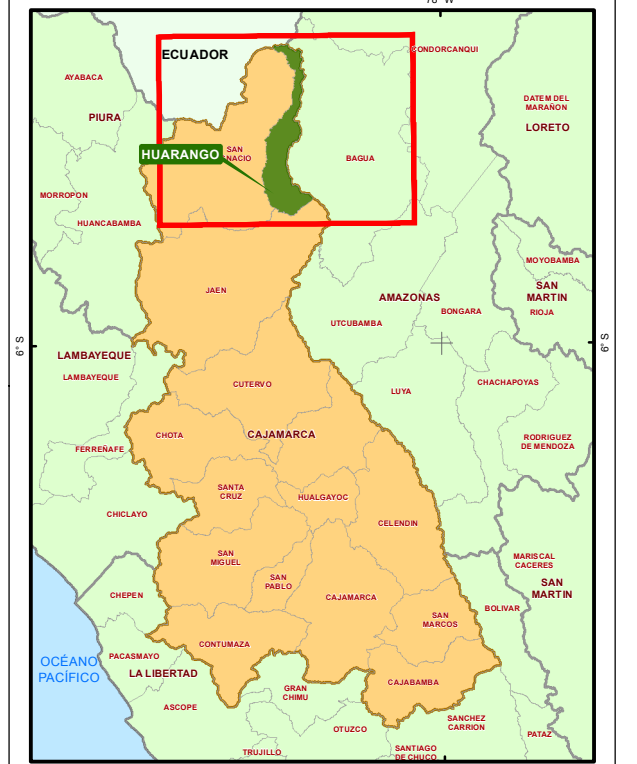 78° W
ECUADOR
CONDORCANQUI
AYABACA
DATEM DEL
MARAÑON
LORETO
PIURA
HUARANGO
SAN
GNACIO
BAGUA
MORROPON
HUANCABAMBA
MOYOBAMBA
SAN
MARTIN
RIOJA
JAEN
AMAZONAS
BONGARA
UTCUBAMBA
6° S
6° S
LAMBAYEQUE
LAMBAYEQUE
CUTERVO
LUYA
CHACHAPOYAS
CHOTA
CAJAMARCA
FERREÑAFE
RODRIGUEZ
DE MENDOZA
SANTA
CRUZ
HUALGAYOC
CHICLAYO
CELENDIN
SAN
MIGUEL
MARISCAL
CACERES
SAN
PABLO
SAN
MARTIN
CHEPEN
CAJAMARCA
BOLIVAR
SAN
MARCOS
CONTUMAZA
PACASMAYO
OCÉANO
PACÍFICO
LA LIBERTAD
CAJABAMBA
GRAN
CHIMU
ASCOPE
SANCHEZ
CARRION
OTUZCO
PATAZ
TRUJILLO
SANTIAGO
DE CHUCO